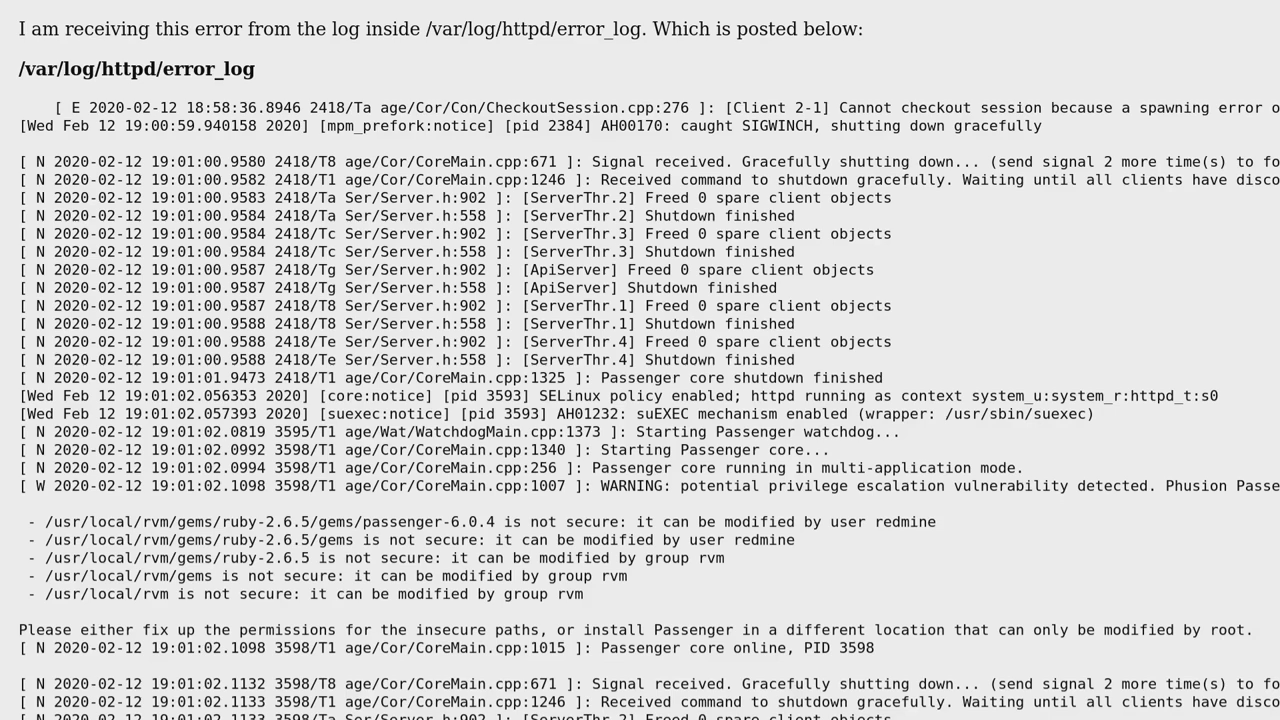 I am receiving this error from the log inside /var/log/httpd/error_log. Which is posted below:
/var/log/httpd/error_log
[ E 2020-02-12 18:58:36.8946 2418/Ta age/Cor/Con/CheckoutSession.cpp:276 ]: [Client 2-1] Cannot checkout session because a spawning error
[Wed Feb 12 19:00:59.940158 2020] [mpm_prefork:notice] [pid 2384] AH00170: caught SIGWINCH, shutting down gracefully
[ N 2020-02-12 19:01:00.9580 2418/T8 age/Cor/CoreMain.cpp:671 ]: Signal received. Gracefully shutting down... (send signal 2 more time(s) to
[ N 2020-02-12 19:01:00.9582 2418/T1 age/Cor/CoreMain.cpp:1246 ]: Received command to shutdown gracefully. Waiting until all clients have
[ N 2020-02-12 19:01:00.9583 2418/Ta Ser/Server.h:902 ]: [ServerThr.2] Freed 0 spare client objects
[ N 2020-02-12 19:01:00.9584 2418/Ta Ser/Server.h:558 ]: [ServerThr.2] Shutdown finished
[ N 2020-02-12 19:01:00.9584 2418/Tc Ser/Server.h:902 ]: [ServerThr.3] Freed 0 spare client objects
[ N 2020-02-12 19:01:00.9584 2418/Tc Ser/Server.h:558 ]: [ServerThr.3] Shutdown finished
[ N 2020-02-12 19:01:00.9587 2418/Tg Ser/Server.h:902 ]: [ApiServer] Freed 0 spare client objects
[ N 2020-02-12 19:01:00.9587 2418/Tg Ser/Server.h:558 ]: [ApiServer] Shutdown finished
[ N 2020-02-12 19:01:00.9587 2418/T8 Ser/Server.h:902 ]: [ServerThr.1] Freed 0 spare client objects
[ N 2020-02-12 19:01:00.9588 2418/T8 Ser/Server.h:558 ]: [ServerThr.1] Shutdown finished
[ N 2020-02-12 19:01:00.9588 2418/Te Ser/Server.h:902 ]: [ServerThr.4] Freed 0 spare client objects
[ N 2020-02-12 19:01:00.9588 2418/Te Ser/Server.h:558 ]: [ServerThr.4] Shutdown finished
[ N 2020-02-12 19:01:01.9473 2418/T1 age/Cor/CoreMain.cpp:1325 ]: Passenger core shutdown finished
[Wed Feb 12 19:01:02.056353 2020] [core:notice] [pid 3593] SELinux policy enabled; httpd running as context system_u:system_r:httpd_t:s0
[Wed Feb 12 19:01:02.057393 2020] [suexec:notice] [pid 3593] AH01232: suEXEC mechanism enabled (wrapper: /usr/sbin/suexec)
[ N 2020-02-12 19:01:02.0819 3595/T1 age/Wat/WatchdogMain.cpp:1373 ]: Starting Passenger watchdog...
[ N 2020-02-12 19:01:02.0992 3598/T1 age/Cor/CoreMain.cpp:1340 ]: Starting Passenger core...
[ N 2020-02-12 19:01:02.0994 3598/T1 age/Cor/CoreMain.cpp:256 ]: Passenger core running in multi-application mode.
[ W 2020-02-12 19:01:02.1098 3598/T1 age/Cor/CoreMain.cpp:1007 ]: WARNING: potential privilege escalation vulnerability detected. Phusion
- /usr/local/rvm/gems/ruby-2.6.5/gems/passenger-6.0.4 is not secure: it can be modified by user redmine
- /usr/local/rvm/gems/ruby-2.6.5/gems is not secure: it can be modified by user redmine
- /usr/local/rvm/gems/ruby-2.6.5 is not secure: it can be modified by group rvm
- /usr/local/rvm/gems is not secure: it can be modified by group rvm
- /usr/local/rvm is not secure: it can be modified by group rvm
Please either fix up the permissions for the insecure paths, or install Passenger in a different location that can only be modified by root.
[ N 2020-02-12 19:01:02.1098 3598/T1 age/Cor/CoreMain.cpp:1015 ]: Passenger core online, PID 3598
[ N 2020-02-12 19:01:02.1132 3598/T8 age/Cor/CoreMain.cpp:671 ]: Signal received. Gracefully shutting down... (send signal 2 more time(s) to
[ N 2020-02-12 19:01:02.1133 3598/T1 age/Cor/CoreMain.cpp:1246 ]: Received command to shutdown gracefully. Waiting until all clients have
[ N 2020-02-12 19:01:02.1133 3598/Ta Ser/Server.h:902 ]: [ServerThr.2] Freed 0 spare client objects